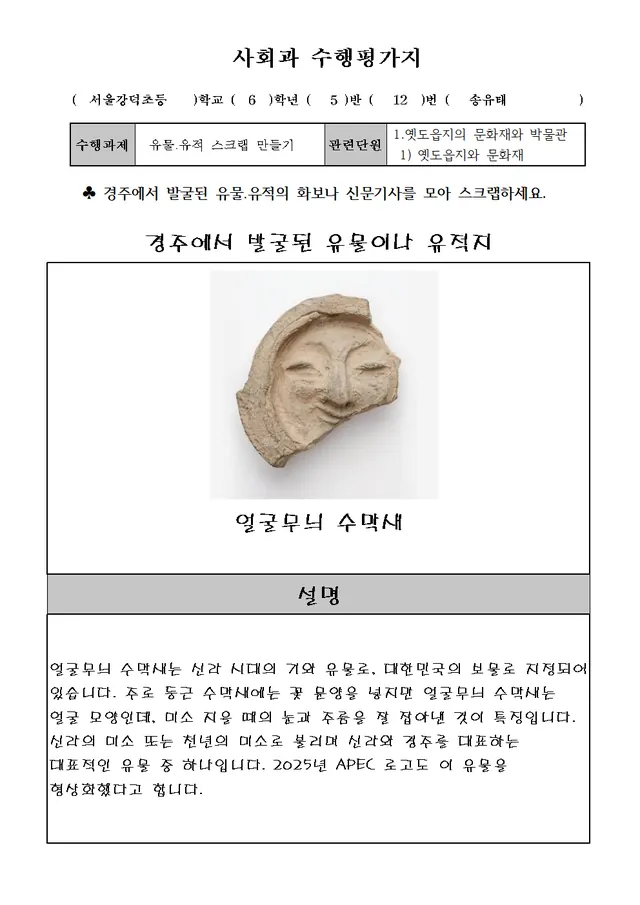 사회과 수행평가지
( 서울강덕초등 )학교 ( 6 )학년 ( 5 )반 ( 12 )번 ( 송유태 )
수행과제 유물.유적 스크랩 만들기 관련단원 1.옛도읍지의 문화재와 박물관
1) 옛도읍지와 문화재
♣ 경주에서 발굴된 유물.유적의 화보나 신문기사를 모아 스크랩하세요.
경주에서 발굴된 유물이나 유적지
얼굴무늬 수막새
설명
얼굴무늬 수막새는 신라 시대의 기와 유물로, 대한민국의 보물로 지정되어
있습니다. 주로 둥근 수막새에는 꽃 문양을 넣지만 얼굴무늬 수막새는
얼굴 모양인데, 미소 지을 때의 눈과 주름을 잘 잡아낸 것이 특징입니다.
신라의 미소 또는 천년의 미소로 불리며 신라와 경주를 대표하는
대표적인 유물 중 하나입니다. 2025년 APEC 로고도 이 유물을
형상화했다고 합니다.